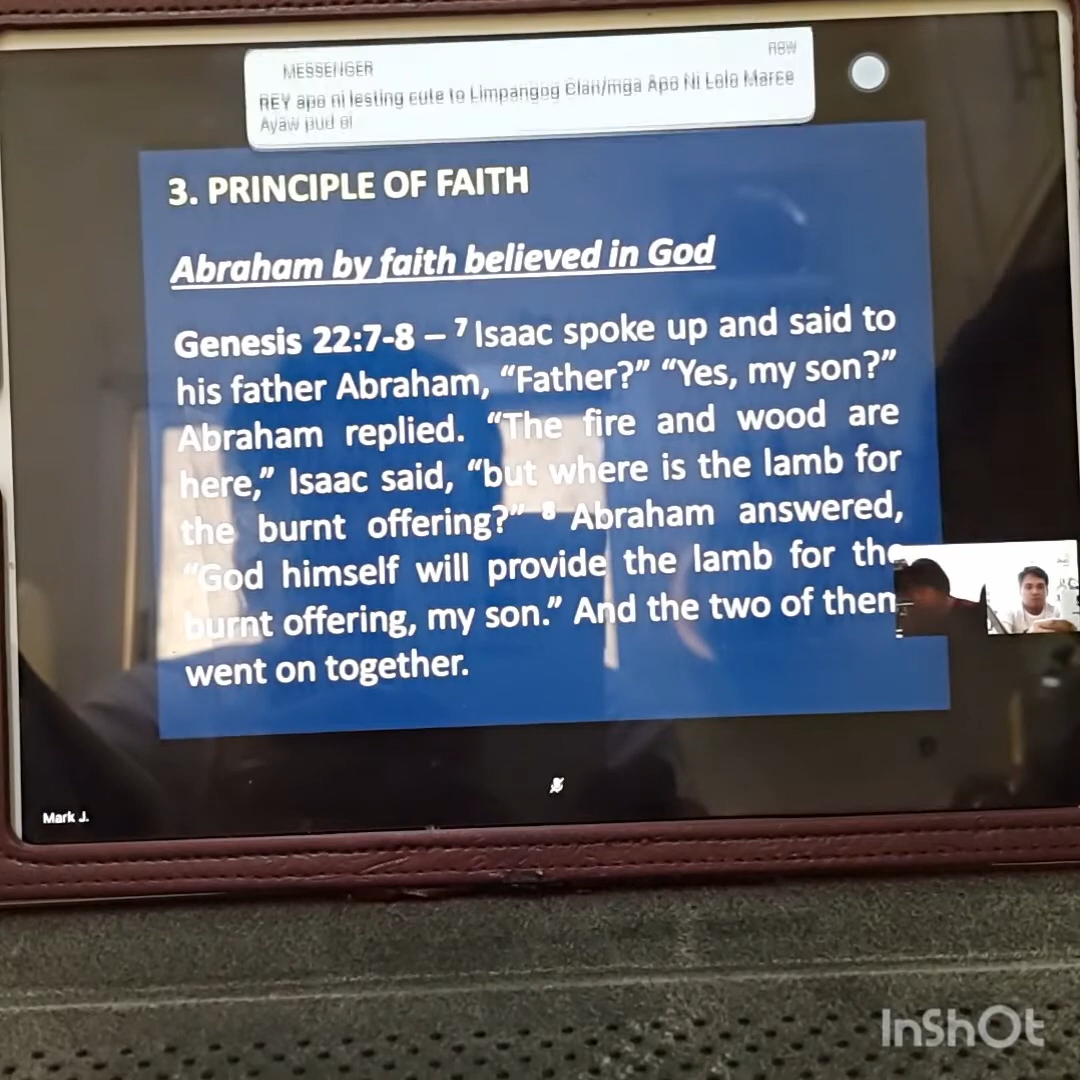 MESSENGER
now
REY apo ni lesting cute to Limpangog Clan/mga Apo Ni Lolo Marce
Ayaw pud oi
3. PRINCIPLE OF FAITH
Abraham by faith believed in God
Genesis 22:7-8 – 7 Isaac spoke up and said to
his father Abraham, “Father?” “Yes, my son?”
Abraham replied. “The fire and wood are
here,” Isaac said, “but where is the lamb for
the burnt offering?” 8 Abraham answered,
“God himself will provide the lamb for the
burnt offering, my son.” And the two of them
went on together.
Mark J.
InShOt